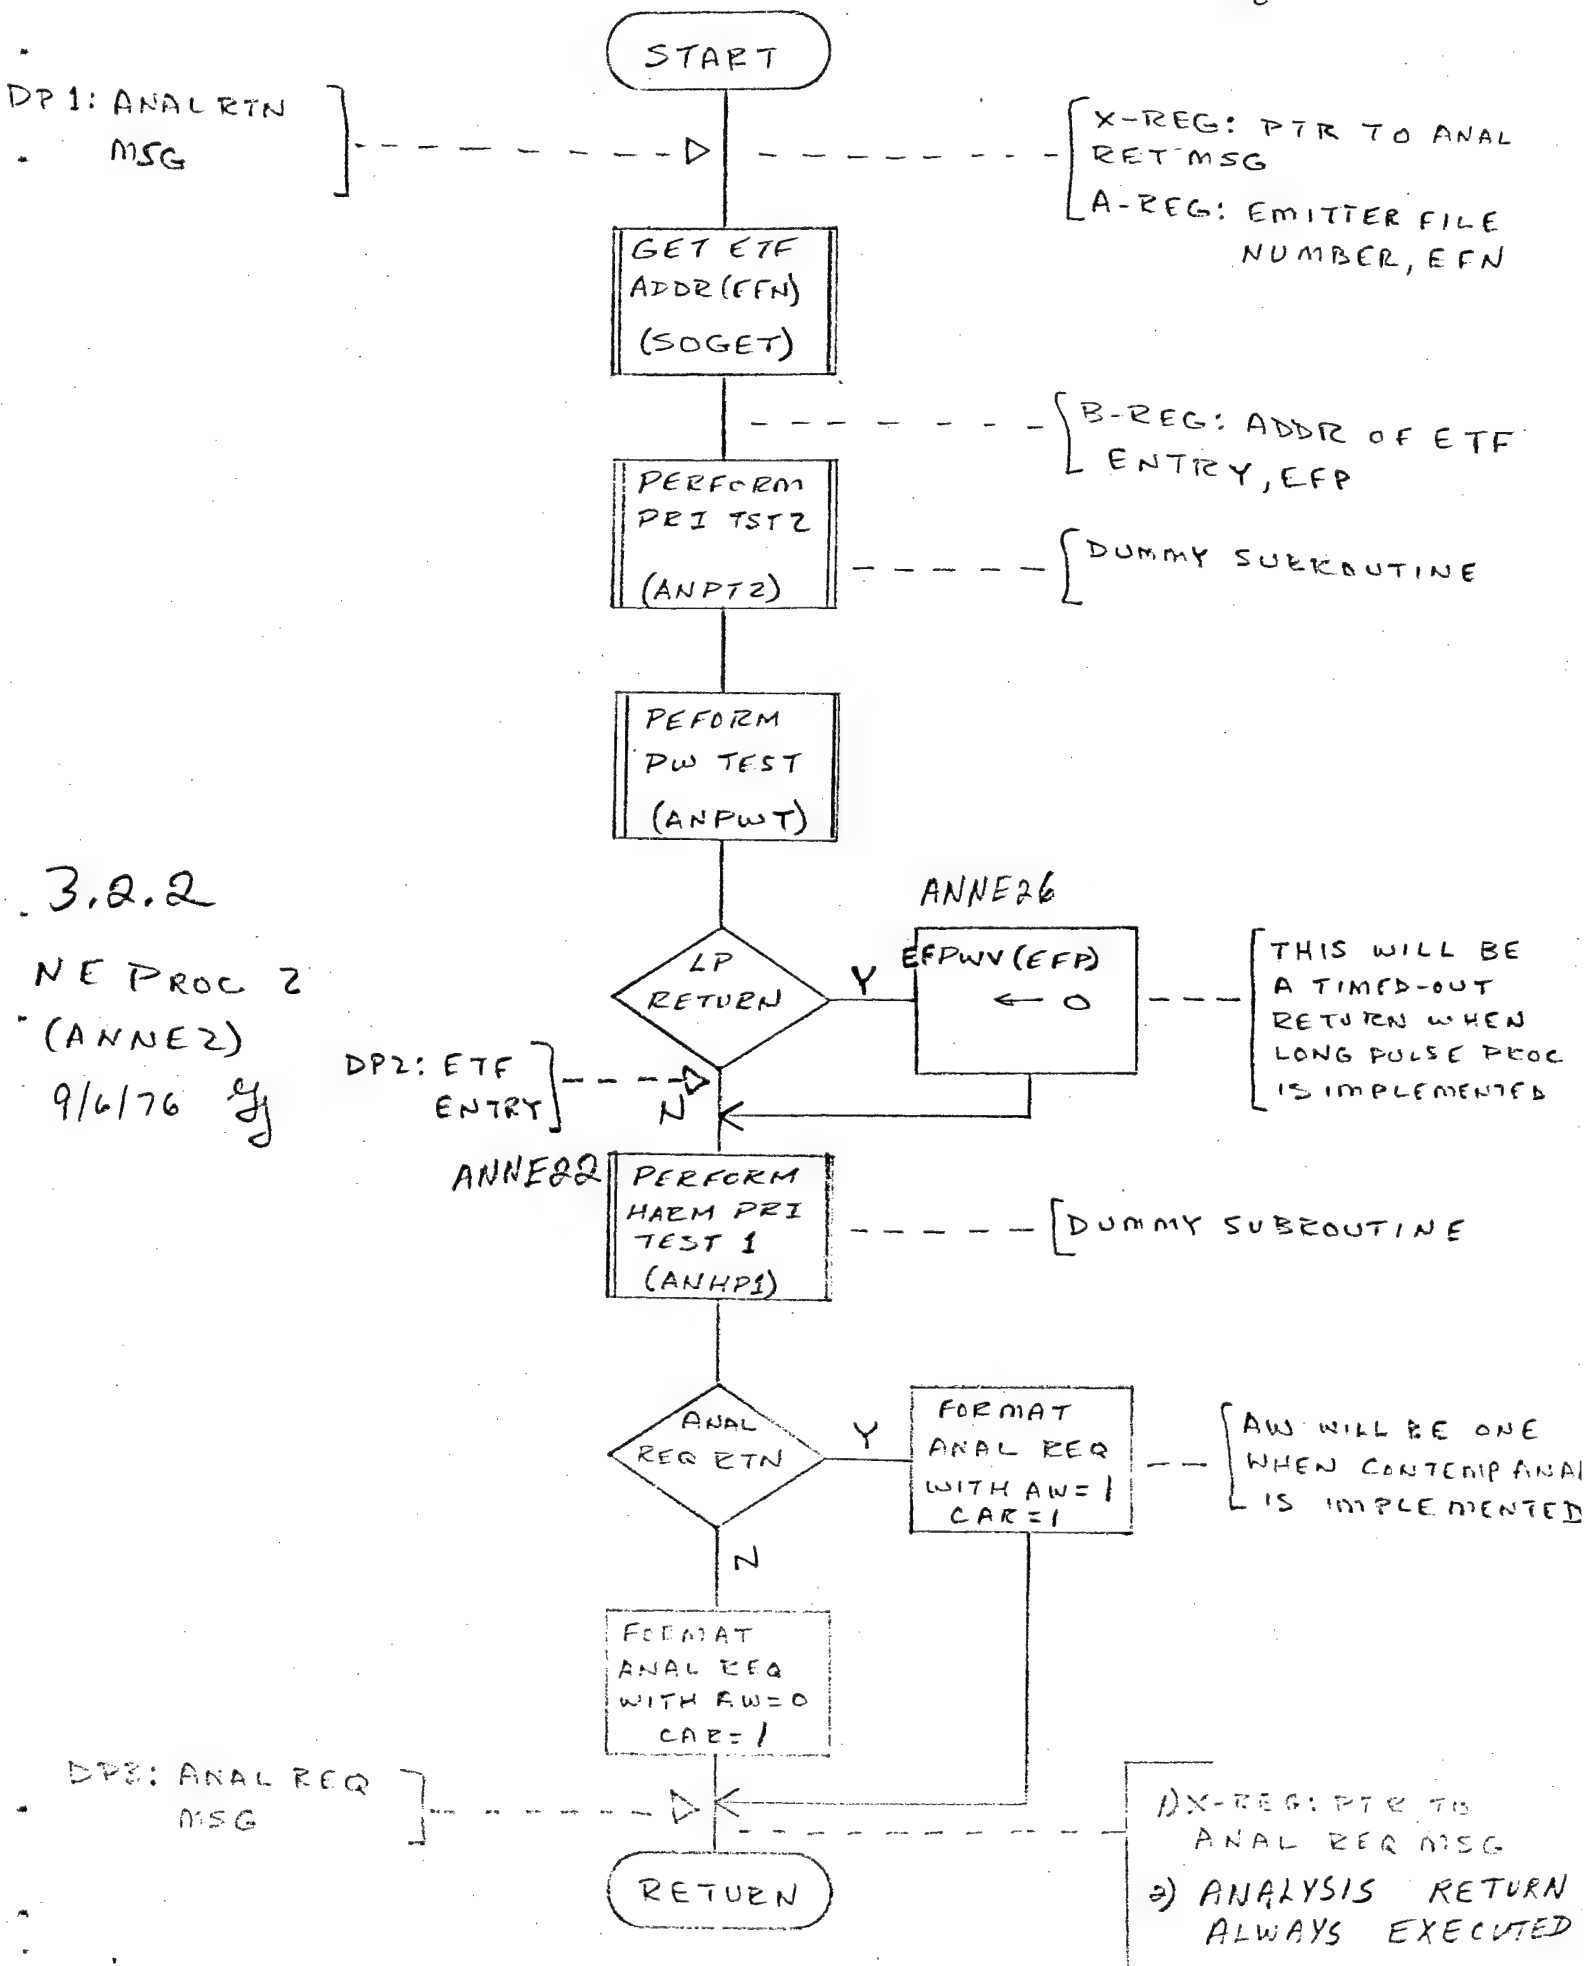 START
DP1: ANAL RTN
MSG
X-REG: PTR TO ANAL
RET MSG
A-REG: EMITTER FILE
NUMBER, EFN
GET ETF
ADDR (EFN)
(SOGET)
B-REG: ADDR OF ETF
ENTRY, EFP
PERFORM
PRI TST2
(ANPT2)
DUMMY SUBROUTINE
PEFORM
PW TEST
(ANPWT)
3.2.2
NE PROC 2
(ANNE2)
9/6/76
LP
RETURN
Y
ANNE26
EFPWV (EFP)
← 0
THIS WILL BE
A TIMED-OUT
RETURN WHEN
LONG PULSE PROC
IS IMPLEMENTED
DP2: ETF
ENTRY
N
ANNE22
PERFORM
HARM PRI
TEST 1
(ANHP1)
DUMMY SUBROUTINE
ANAL
REQ RTN
Y
FORMAT
ANAL REQ
WITH AW=1
CAR=1
AW WILL BE ONE
WHEN CONTEMP ANAL
IS IMPLEMENTED
N
FORMAT
ANAL REQ
WITH AW=0
CAR=1
DP3: ANAL REQ
MSG
1) X-REG: PTR TO
ANAL REQ MSG
2) ANALYSIS RETURN
ALWAYS EXECUTED
RETURN